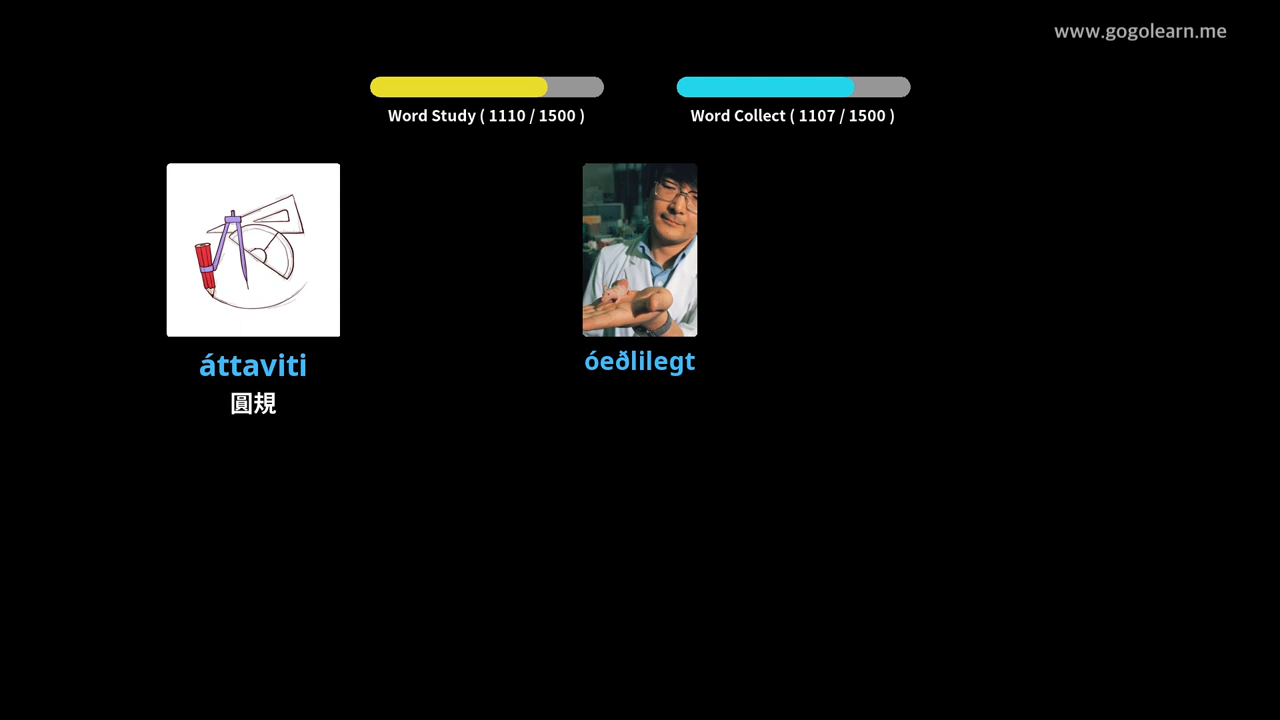 www.gogolearn.me
Word Study ( 1110 / 1500 )
Word Collect ( 1107 / 1500 )
áttaviti
圓規
óeðlilegt